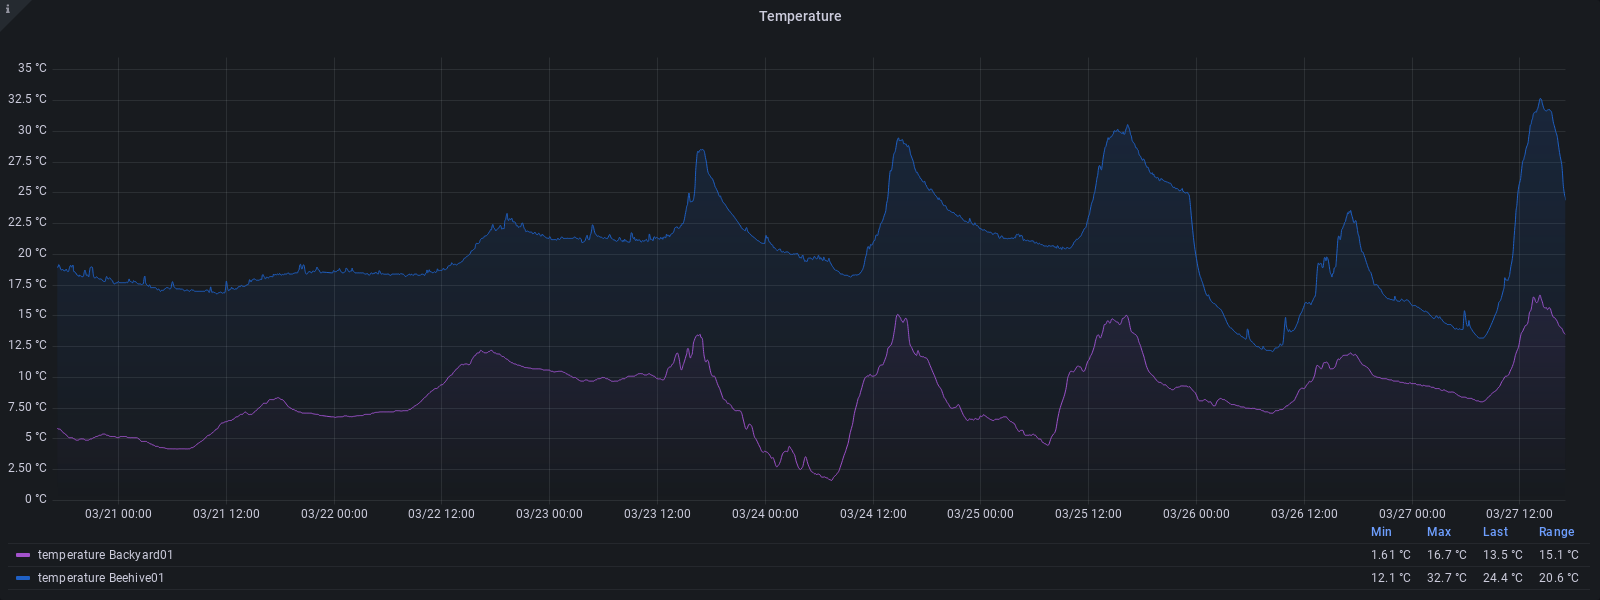 i
Temperature
35 °C
32.5 °C
30 °C
27.5 °C
25 °C
22.5 °C
20 °C
17.5 °C
15 °C
12.5 °C
10 °C
7.50 °C
5 °C
2.50 °C
0 °C
03/21 00:00 03/21 12:00 03/22 00:00 03/22 12:00 03/23 00:00 03/23 12:00 03/24 00:00 03/24 12:00 03/25 00:00 03/25 12:00 03/26 00:00 03/26 12:00 03/27 00:00 03/27 12:00
Min Max Last Range
temperature Backyard01 1.61 °C 16.7 °C 13.5 °C 15.1 °C
temperature Beehive01 12.1 °C 32.7 °C 24.4 °C 20.6 °C